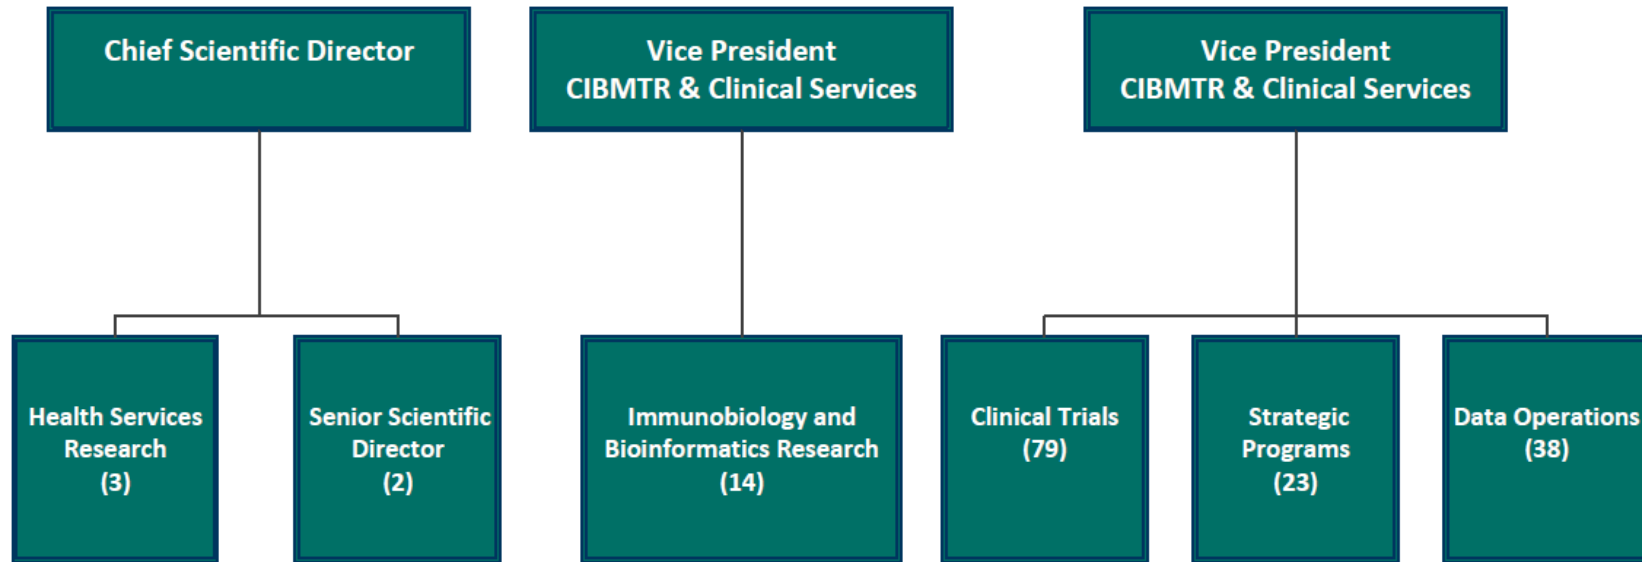 Chief Scientific Director
Vice President
CIBMTR & Clinical Services
Vice President
CIBMTR & Clinical Services
Health Services
Research
(3)
Senior Scientific
Director
(2)
Immunobiology and
Bioinformatics Research
(14)
Clinical Trials
(79)
Strategic
Programs
(23)
Data Operations
(38)